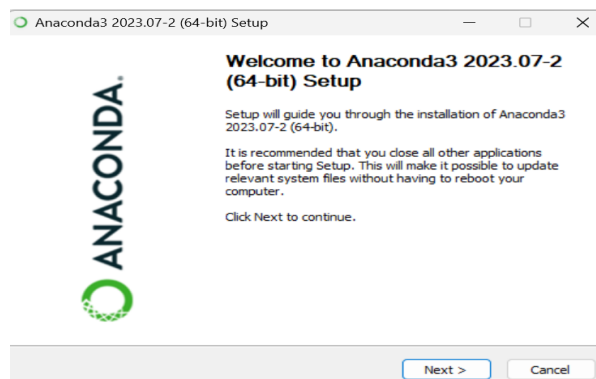 Anaconda3 2023.07-2 (64-bit) Setup
Welcome to Anaconda3 2023.07-2
(64-bit) Setup
Setup will guide you through the installation of Anaconda3
2023.07-2 (64-bit).
It is recommended that you close all other applications
before starting Setup. This will make it possible to update
relevant system files without having to reboot your
computer.
Click Next to continue.
ANACONDA.
Next >
Cancel